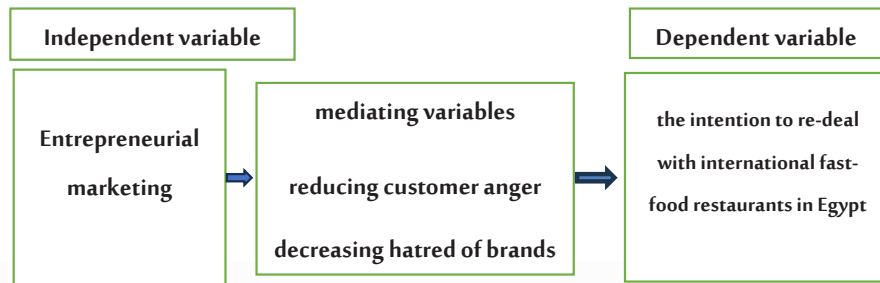 Independent variable
Dependent variable
Entrepreneurial
marketing
mediating variables
reducing customer anger
decreasing hatred of brands
the intention to re-deal
with international fast-
food restaurants in Egypt